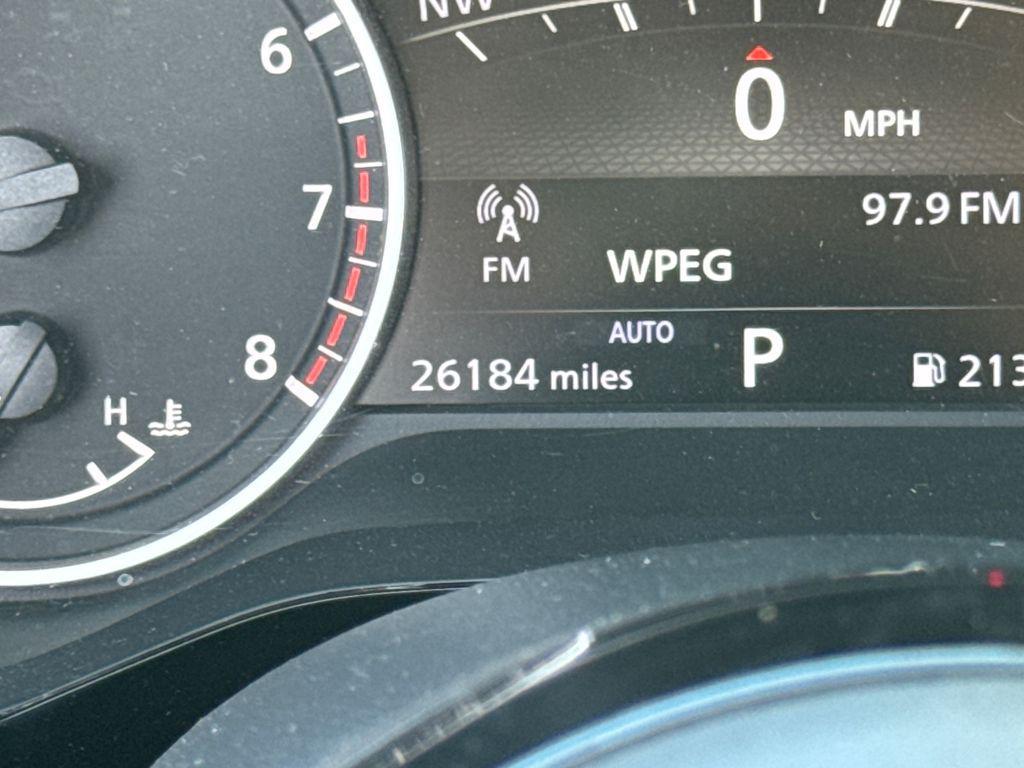 NW
6
0 MPH
7
97.9 FM
FM
WPEG
AUTO
8
26184 miles
P
213
H